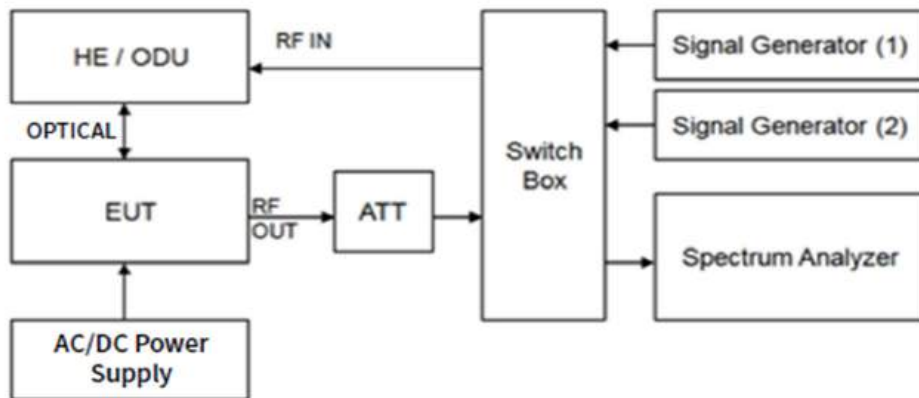 HE / ODU
RF IN
Signal Generator (1)
OPTICAL
Signal Generator (2)
Switch
Box
EUT
RF
OUT
ATT
Spectrum Analyzer
AC/DC Power
Supply